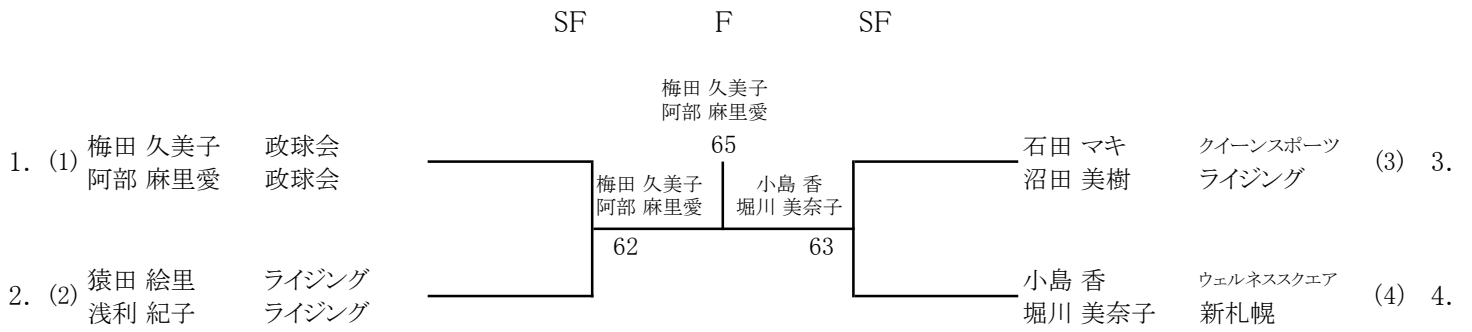 SF F SF
梅田 久美子
阿部 麻里愛
65
1. (1) 梅田 久美子 政球会
阿部 麻里愛 政球会
石田 マキ クイーンスポーツ (3) 3.
沼田 美樹 ライジング
梅田 久美子 小島 香
阿部 麻里愛 堀川 美奈子
62 63
2. (2) 猿田 絵里 ライジング
浅利 紀子 ライジング
小島 香 ウェルネススクエア (4) 4.
堀川 美奈子 新札幌